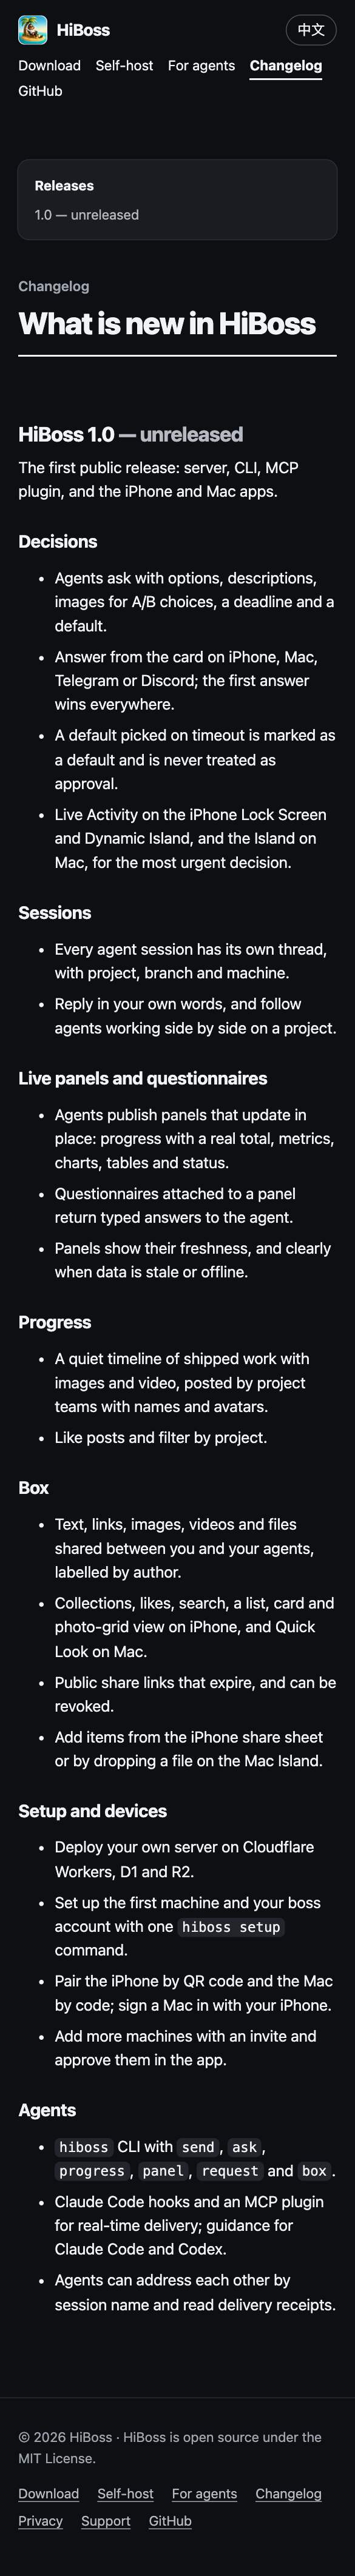 HiBoss
中文
Download Self-host For agents Changelog
GitHub
Releases
1.0 — unreleased
Changelog
What is new in HiBoss
HiBoss 1.0 — unreleased
The first public release: server, CLI, MCP
plugin, and the iPhone and Mac apps.
Decisions
• Agents ask with options, descriptions,
images for A/B choices, a deadline and a
default.
• Answer from the card on iPhone, Mac,
Telegram or Discord; the first answer
wins everywhere.
• A default picked on timeout is marked as
a default and is never treated as
approval.
• Live Activity on the iPhone Lock Screen
and Dynamic Island, and the Island on
Mac, for the most urgent decision.
Sessions
• Every agent session has its own thread,
with project, branch and machine.
• Reply in your own words, and follow
agents working side by side on a project.
Live panels and questionnaires
• Agents publish panels that update in
place: progress with a real total, metrics,
charts, tables and status.
• Questionnaires attached to a panel
return typed answers to the agent.
• Panels show their freshness, and clearly
when data is stale or offline.
Progress
• A quiet timeline of shipped work with
images and video, posted by project
teams with names and avatars.
• Like posts and filter by project.
Box
• Text, links, images, videos and files
shared between you and your agents,
labelled by author.
• Collections, likes, search, a list, card and
photo-grid view on iPhone, and Quick
Look on Mac.
• Public share links that expire, and can be
revoked.
• Add items from the iPhone share sheet
or by dropping a file on the Mac Island.
Setup and devices
• Deploy your own server on Cloudflare
Workers, D1 and R2.
• Set up the first machine and your boss
account with one hiboss setup
command.
• Pair the iPhone by QR code and the Mac
by code; sign a Mac in with your iPhone.
• Add more machines with an invite and
approve them in the app.
Agents
• hiboss CLI with send, ask,
progress, panel, request and box.
• Claude Code hooks and an MCP plugin
for real-time delivery; guidance for
Claude Code and Codex.
• Agents can address each other by
session name and read delivery receipts.
© 2026 HiBoss · HiBoss is open source under the
MIT License.
Download Self-host For agents Changelog
Privacy Support GitHub